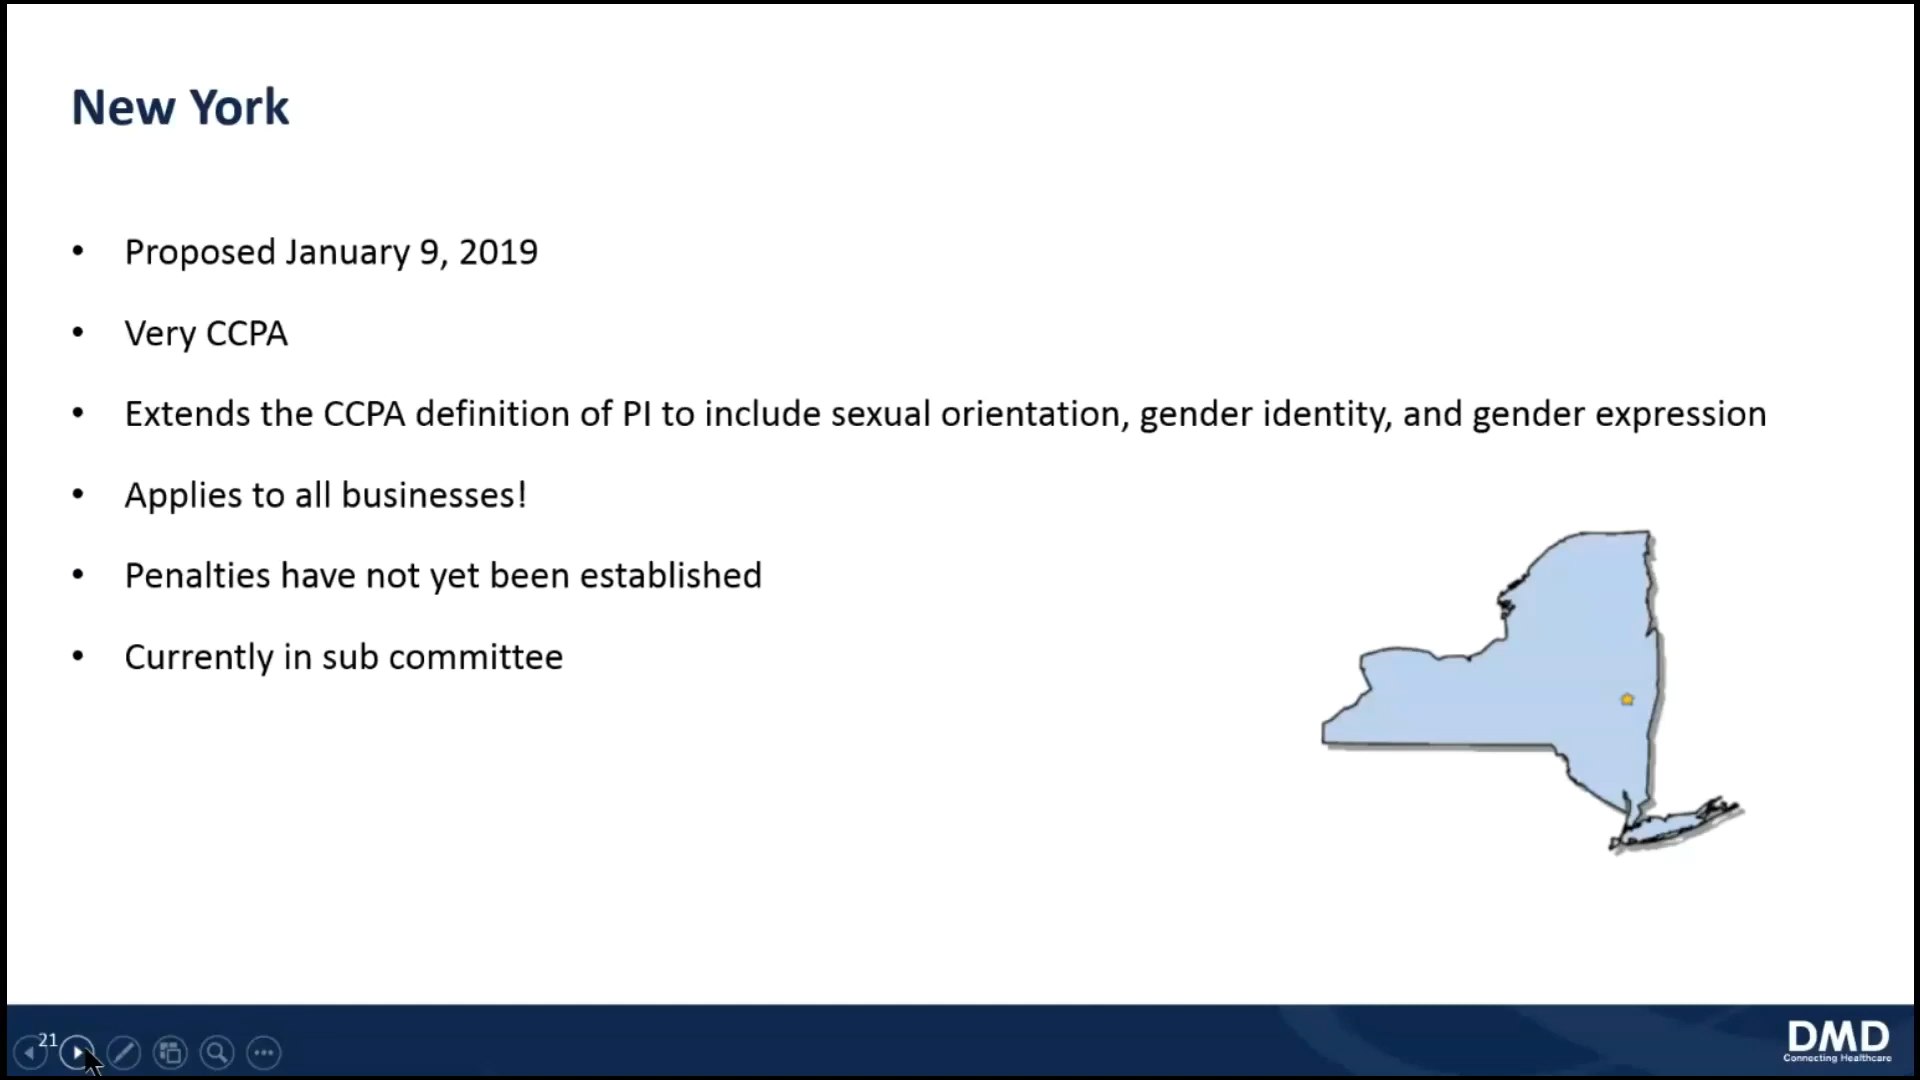 New York
• Proposed January 9, 2019
• Very CCPA
• Extends the CCPA definition of PI to include sexual orientation, gender identity, and gender expression
• Applies to all businesses!
• Penalties have not yet been established
• Currently in sub committee
21
DMD
Connecting Healthcare